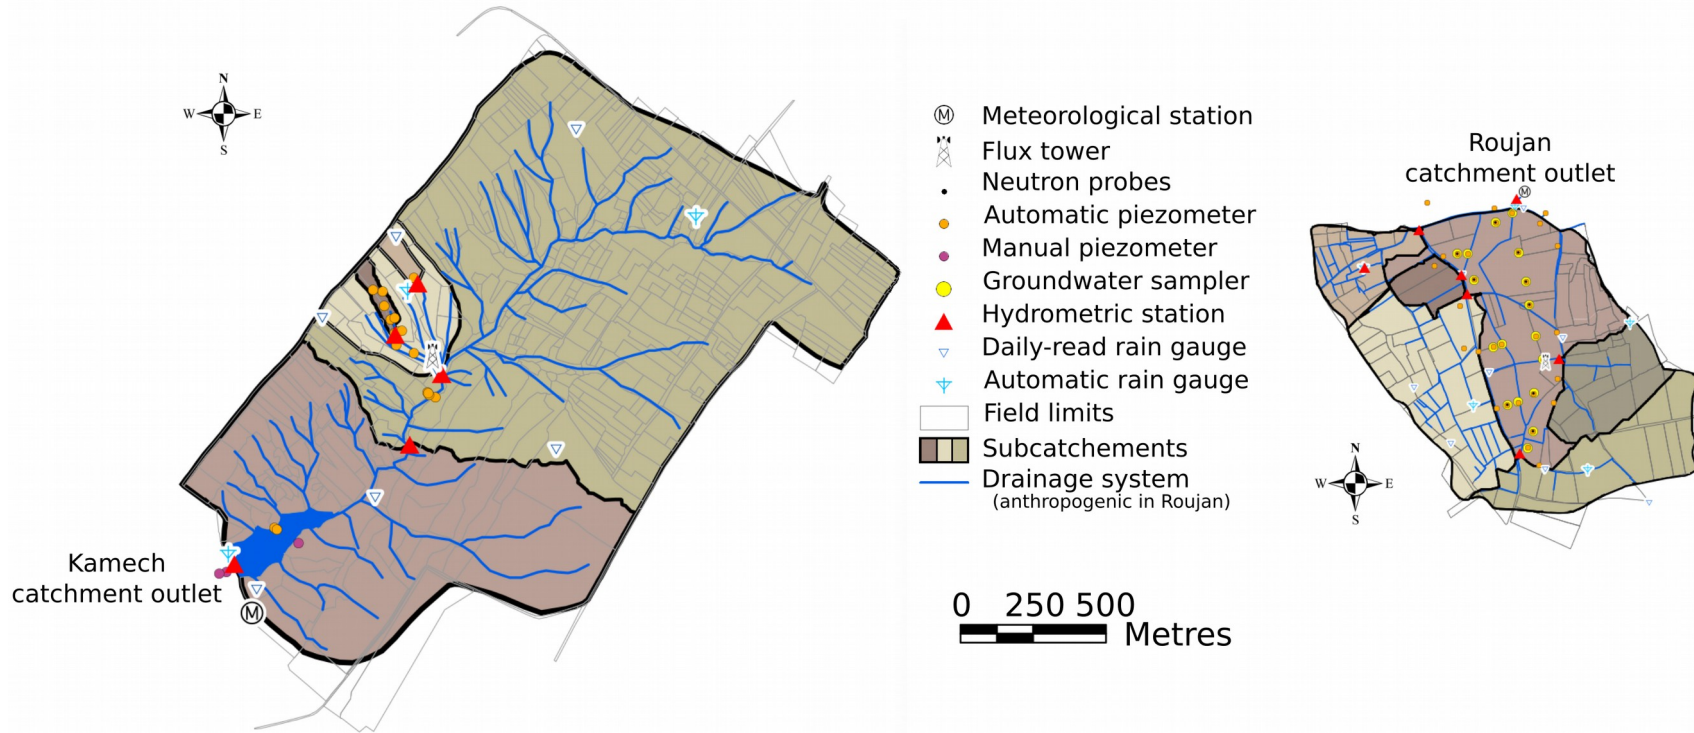 N
W E
S
Kamech
catchment outlet
M
M
Meteorological station
Flux tower
Neutron probes
Automatic piezometer
Manual piezometer
Groundwater sampler
Hydrometric station
Daily-read rain gauge
Automatic rain gauge
Field limits
Subcatchements
Drainage system
(anthropogenic in Roujan)
0 250 500
Metres
Roujan
catchment outlet
M
N
W E
S